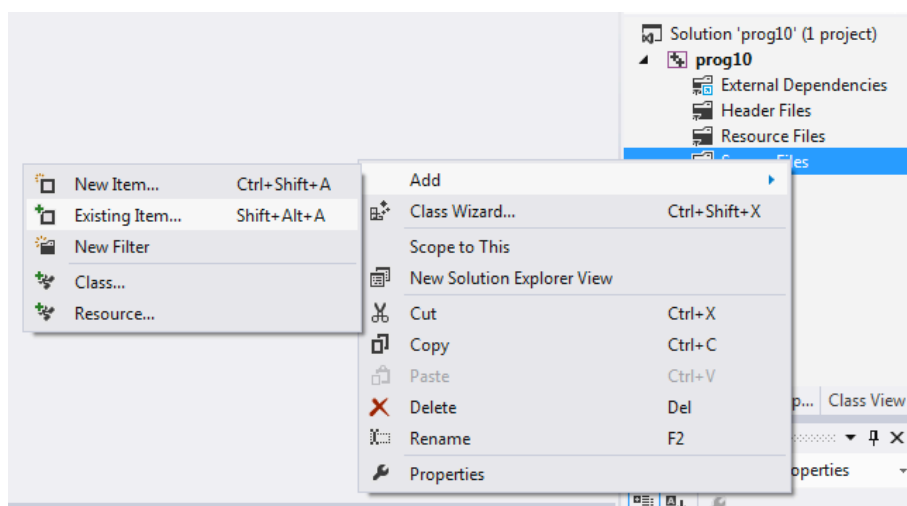 Solution 'prog10' (1 project)
prog10
External Dependencies
Header Files
Resource Files
New Item... Ctrl+Shift+A
Existing Item... Shift+Alt+A
New Filter
Class...
Resource...
Add
Class Wizard... Ctrl+Shift+X
Scope to This
New Solution Explorer View
Cut Ctrl+X
Copy Ctrl+C
Paste Ctrl+V
Delete Del
Rename F2
Properties
Class View